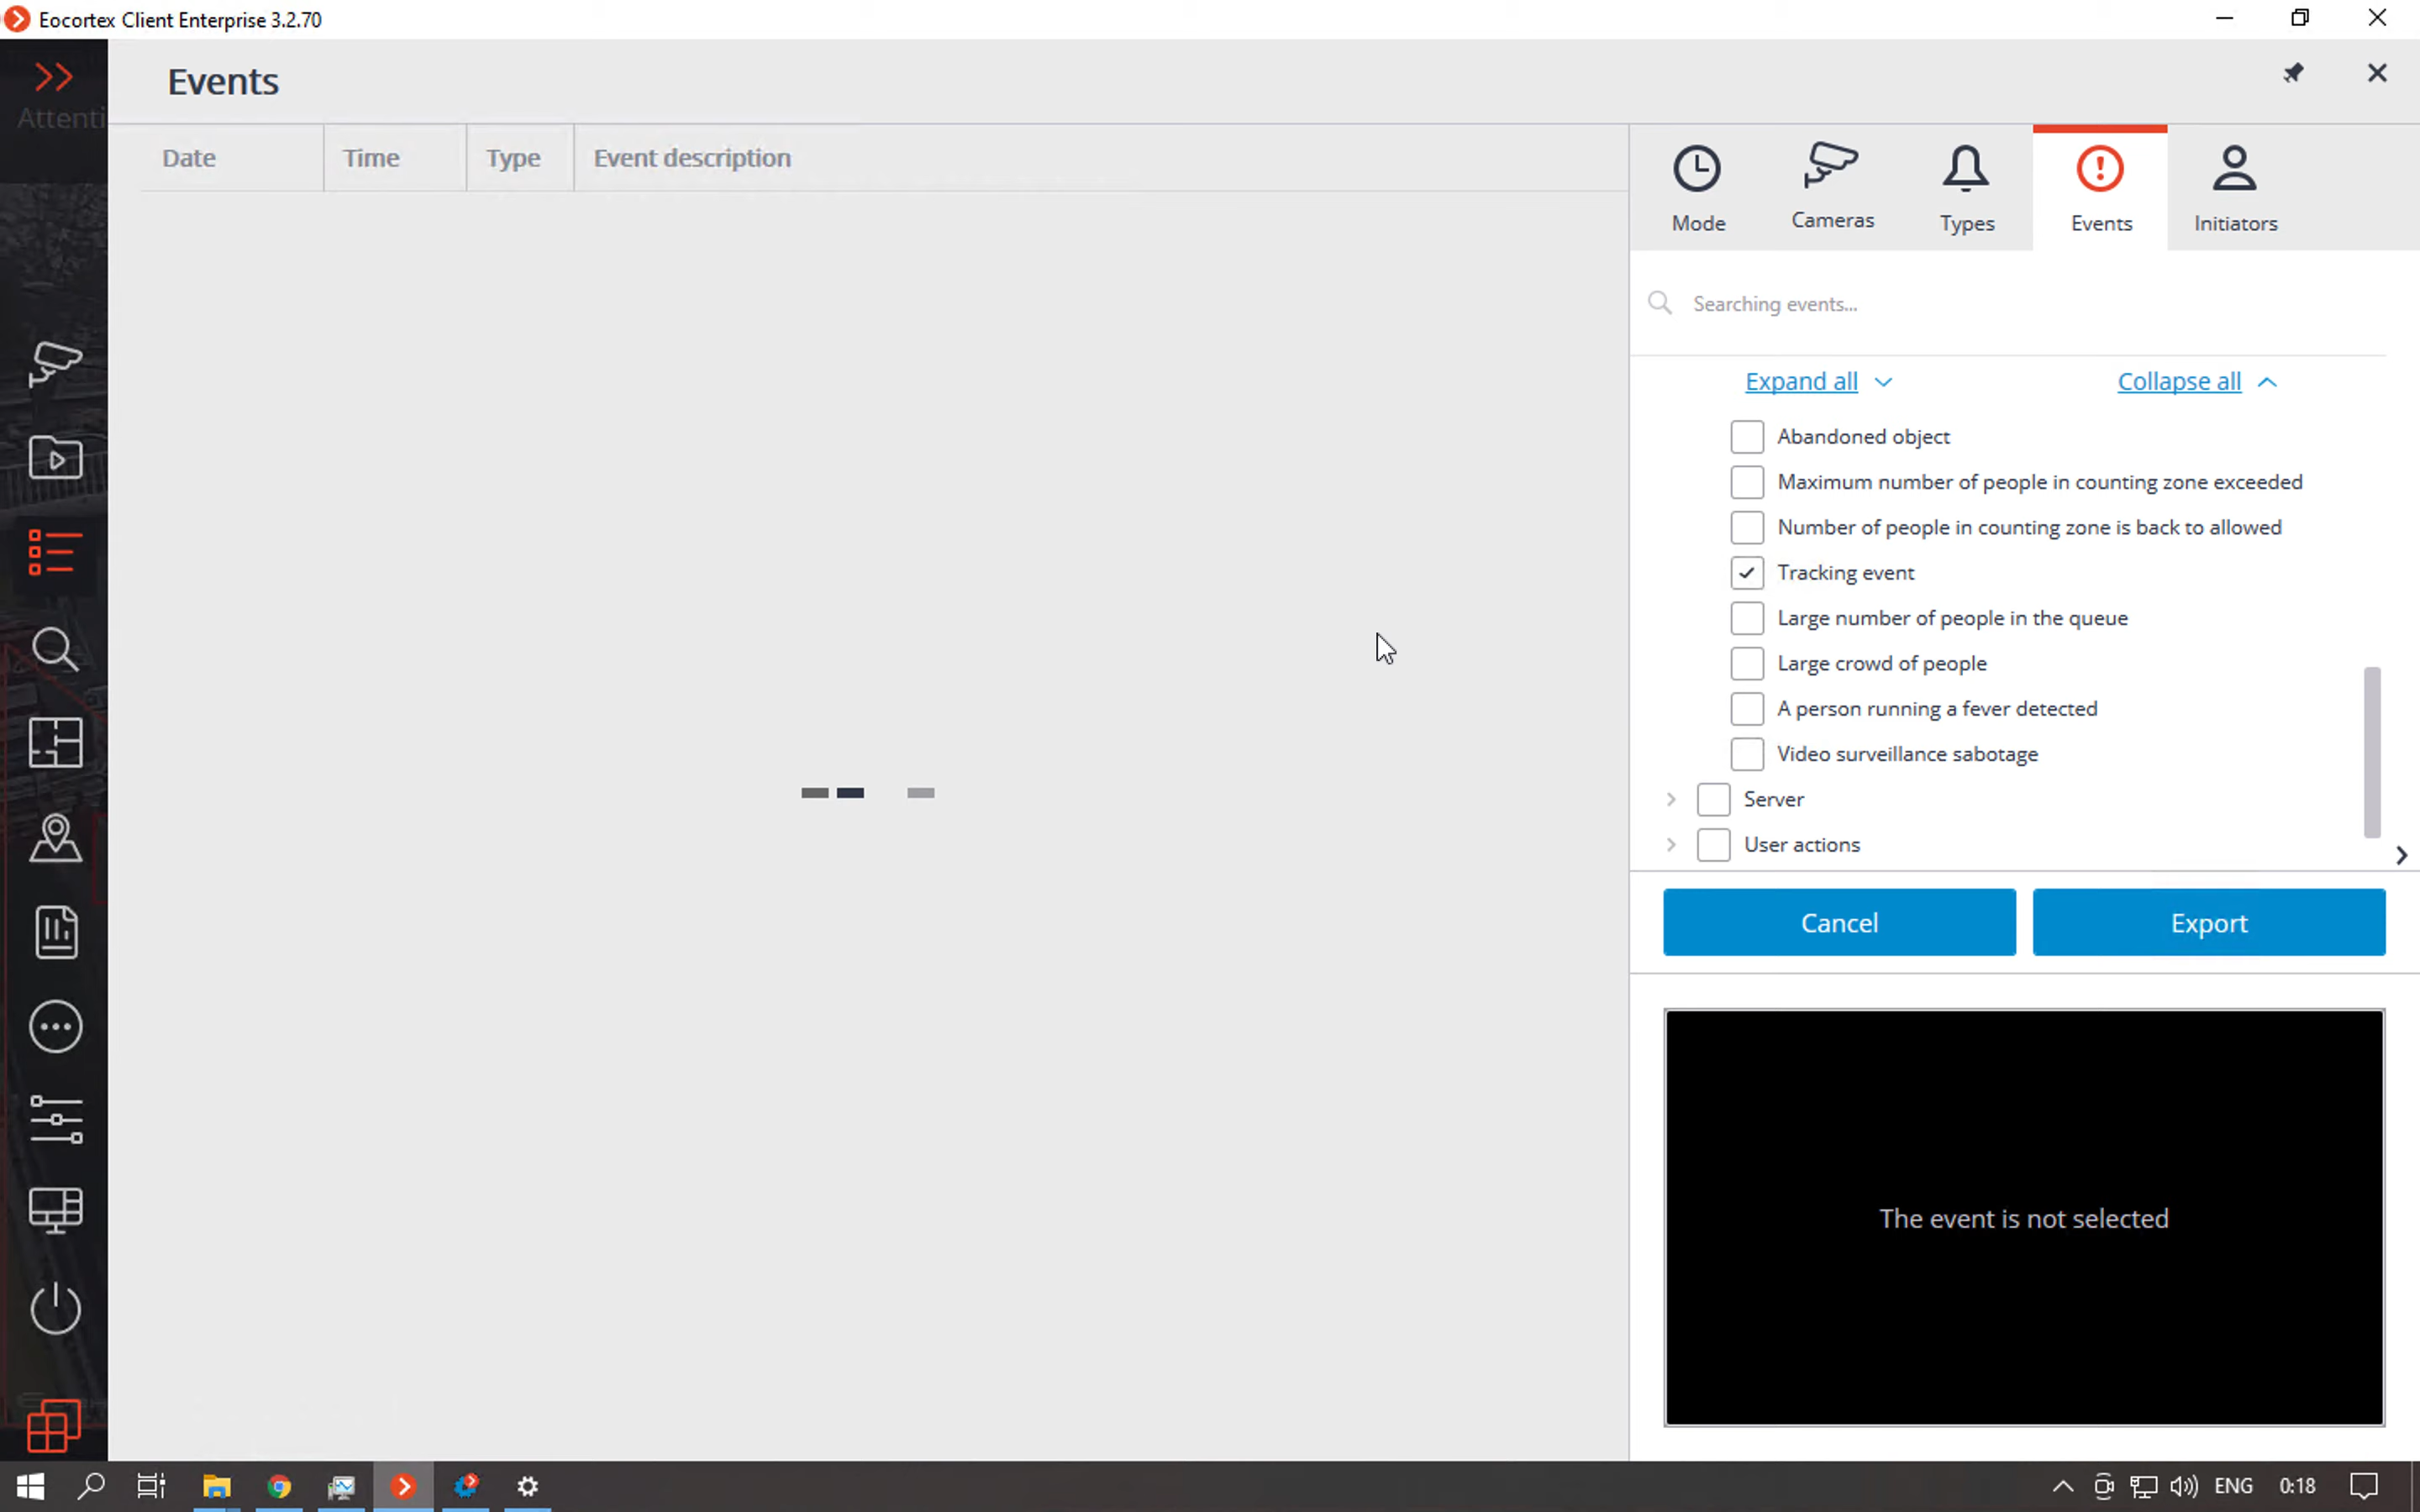 Eocortex Client Enterprise 3.2.70
Attenti
Events
Date Time Type Event description
Mode Cameras Types Events Initiators
Searching events...
Expand all Collapse all
Abandoned object
Maximum number of people in counting zone exceeded
Number of people in counting zone is back to allowed
Tracking event
Large number of people in the queue
Large crowd of people
A person running a fever detected
Video surveillance sabotage
Server
User actions
Cancel Export
The event is not selected
ENG 0:18